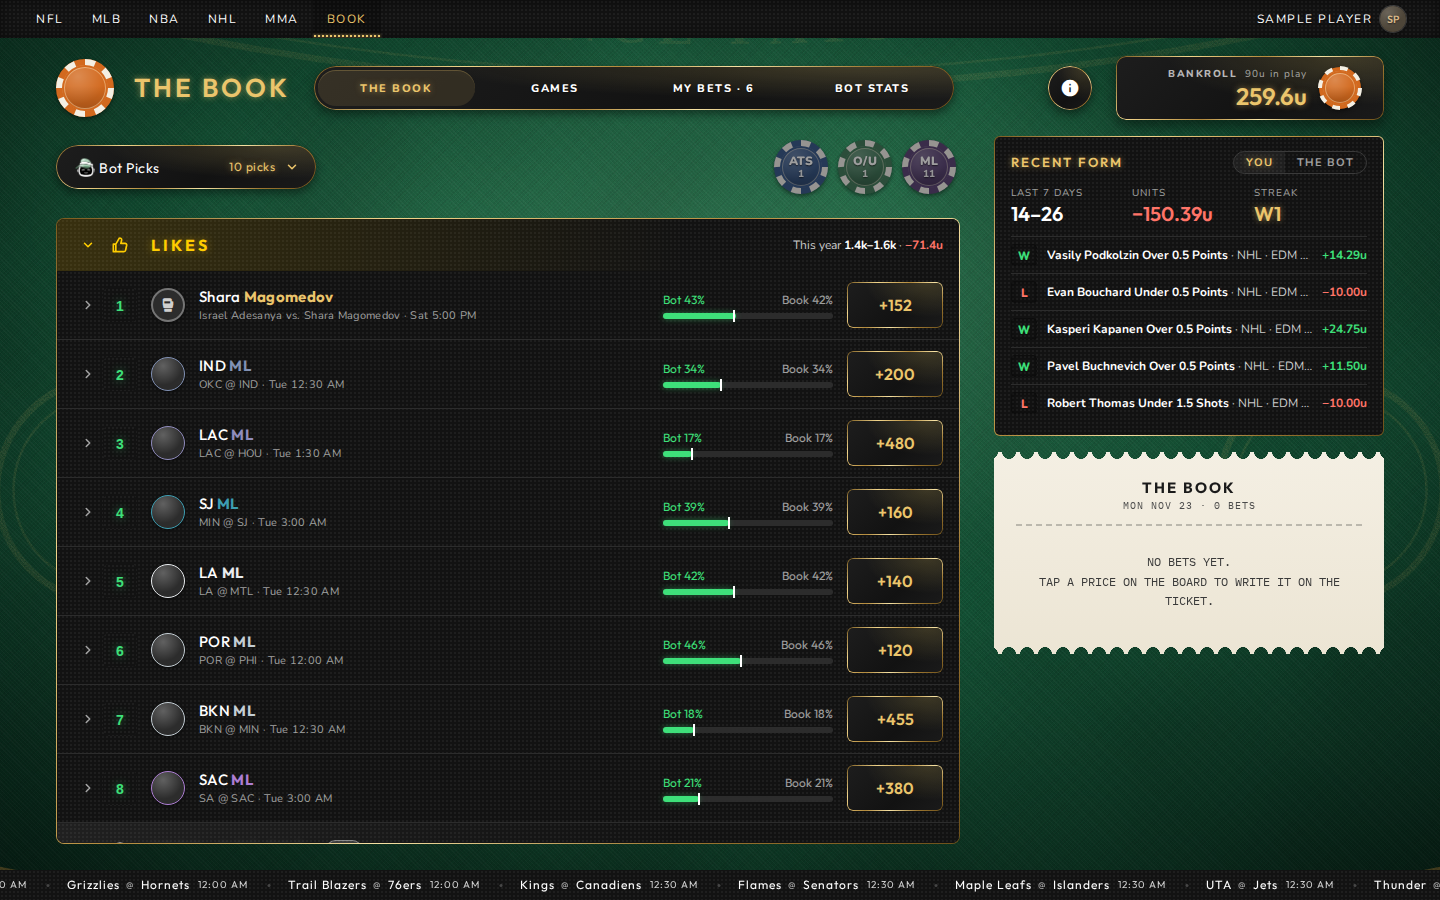 NFL MLB NBA NHL MMA BOOK SAMPLE PLAYER SP
THE BOOK THE BOOK GAMES MY BETS · 6 BOT STATS
BANKROLL 90u in play
259.6u
Bot Picks 10 picks
ATS 1
O/U 1
ML 11
LIKES This year 1.4k–1.6k · −71.4u
1 Shara Magomedov Bot 43% Book 42% +152
Israel Adesanya vs. Shara Magomedov · Sat 5:00 PM
2 IND ML Bot 34% Book 34% +200
OKC @ IND · Tue 12:30 AM
3 LAC ML Bot 17% Book 17% +480
LAC @ HOU · Tue 1:30 AM
4 SJ ML Bot 39% Book 39% +160
MIN @ SJ · Tue 3:00 AM
5 LA ML Bot 42% Book 42% +140
LA @ MTL · Tue 12:30 AM
6 POR ML Bot 46% Book 46% +120
POR @ PHI · Tue 12:00 AM
7 BKN ML Bot 18% Book 18% +455
BKN @ MIN · Tue 12:30 AM
8 SAC ML Bot 21% Book 21% +380
SA @ SAC · Tue 3:00 AM
RECENT FORM YOU THE BOT
LAST 7 DAYS UNITS STREAK
14–26 −150.39u W1
W Vasily Podkolzin Over 0.5 Points · NHL · EDM ... +14.29u
L Evan Bouchard Under 0.5 Points · NHL · EDM ... −10.00u
W Kasperi Kapanen Over 0.5 Points · NHL · EDM ... +24.75u
W Pavel Buchnevich Over 0.5 Points · NHL · EDM... +11.50u
L Robert Thomas Under 1.5 Shots · NHL · EDM ... −10.00u
THE BOOK
MON NOV 23 · 0 BETS
NO BETS YET.
TAP A PRICE ON THE BOARD TO WRITE IT ON THE
TICKET.
0 AM · Grizzlies @ Hornets 12:00 AM · Trail Blazers @ 76ers 12:00 AM · Kings @ Canadiens 12:30 AM · Flames @ Senators 12:30 AM · Maple Leafs @ Islanders 12:30 AM · UTA @ Jets 12:30 AM · Thunder @